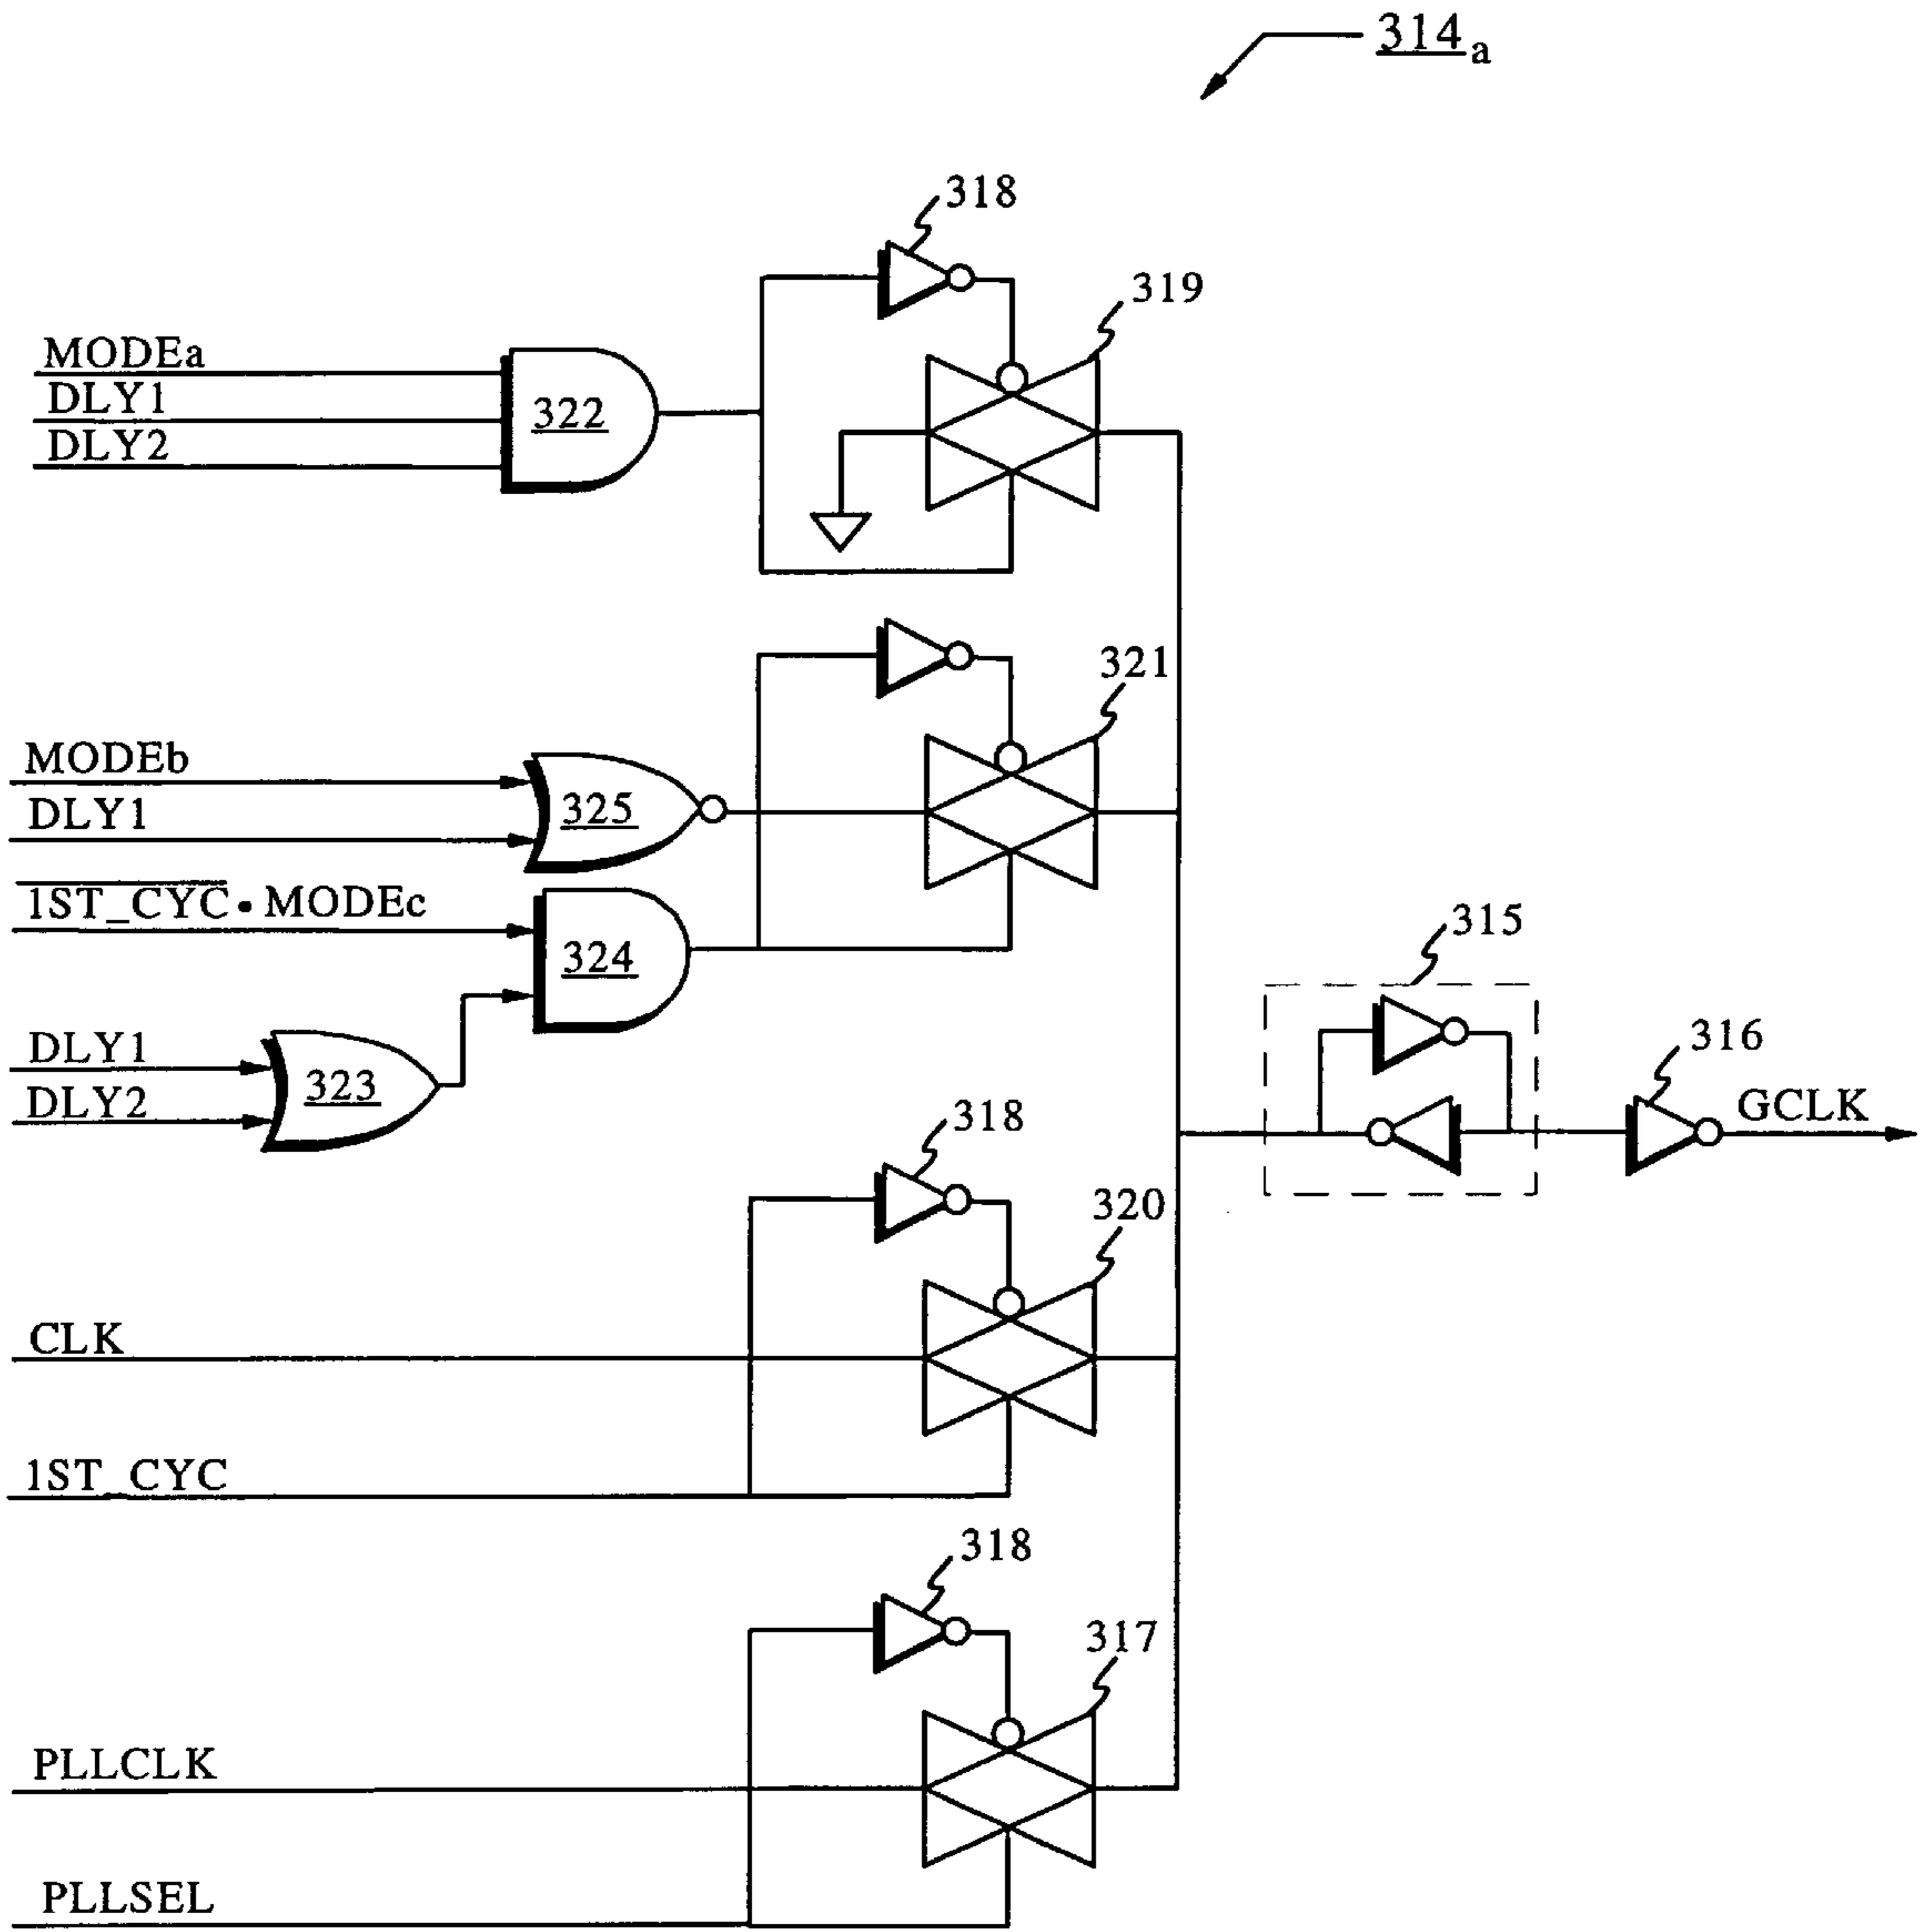 314a
318
319
MODEa
DLY1
DLY2
322
321
MODEb
DLY1
325
1ST_CYC•MODEc
324
315
DLY1
DLY2
323
316
GCLK
318
320
CLK
1ST_CYC
318
317
PLLCLK
PLLSEL